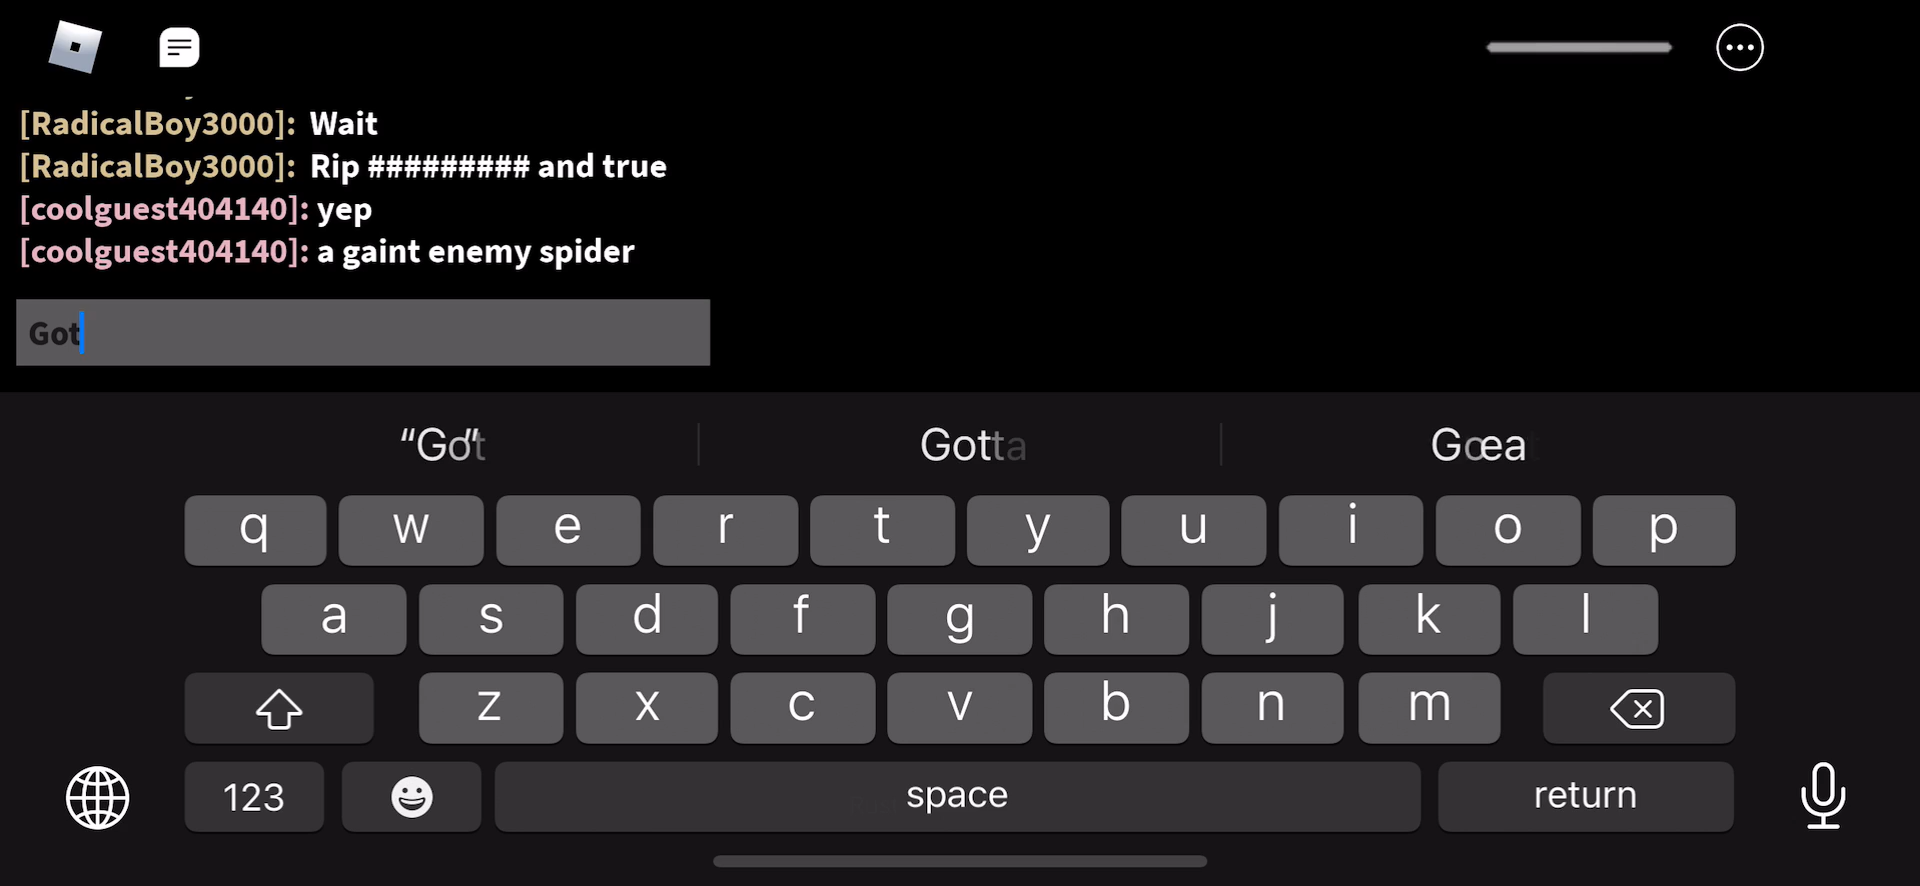 [RadicalBoy3000]: Wait
[RadicalBoy3000]: Rip ######### and true
[coolguest404140]: yep
[coolguest404140]: a gaint enemy spider
Got
Gotta
q w e r t y u i o p
a s d f g h j k l
z x c v b n m
123 space return